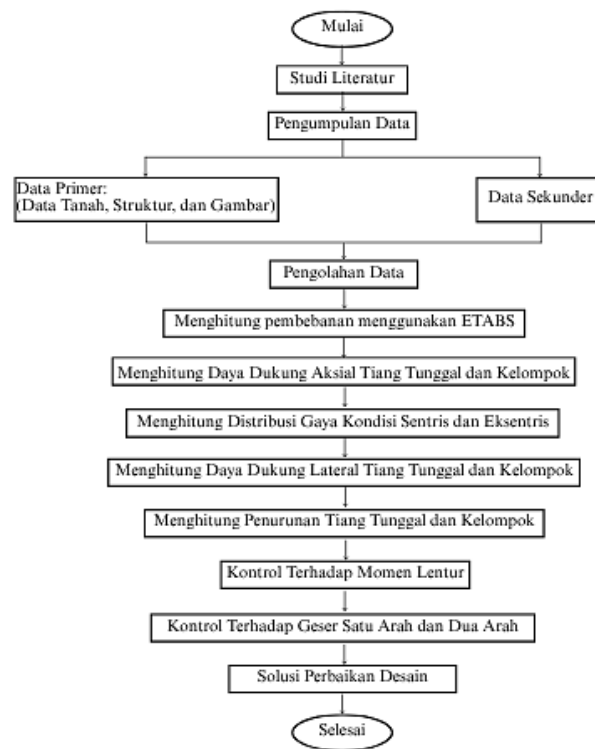 Mulai
Studi Literatur
Pengumpulan Data
Data Primer:
(Data Tanah, Struktur, dan Gambar)
Data Sekunder
Pengolahan Data
Menghitung pembebanan menggunakan ETABS
Menghitung Daya Dukung Aksial Tiang Tunggal dan Kelompok
Menghitung Distribusi Gaya Kondisi Sentris dan Eksentris
Menghitung Daya Dukung Lateral Tiang Tunggal dan Kelompok
Menghitung Penurunan Tiang Tunggal dan Kelompok
Kontrol Terhadap Momen Lentur
Kontrol Terhadap Geser Satu Arah dan Dua Arah
Solusi Perbaikan Desain
Selesai